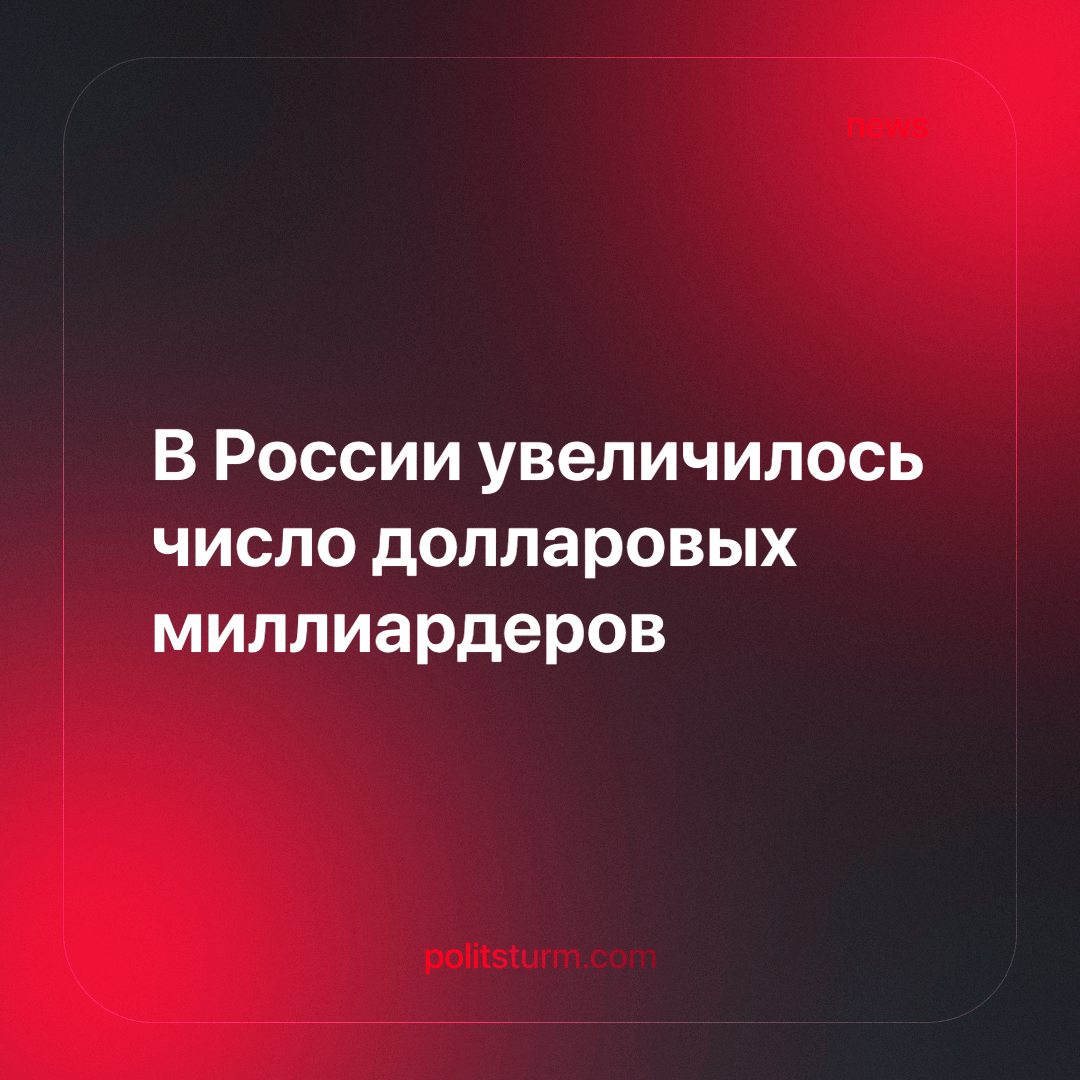 news
В России увеличилось
число долларовых
миллиардеров
politsturm.com